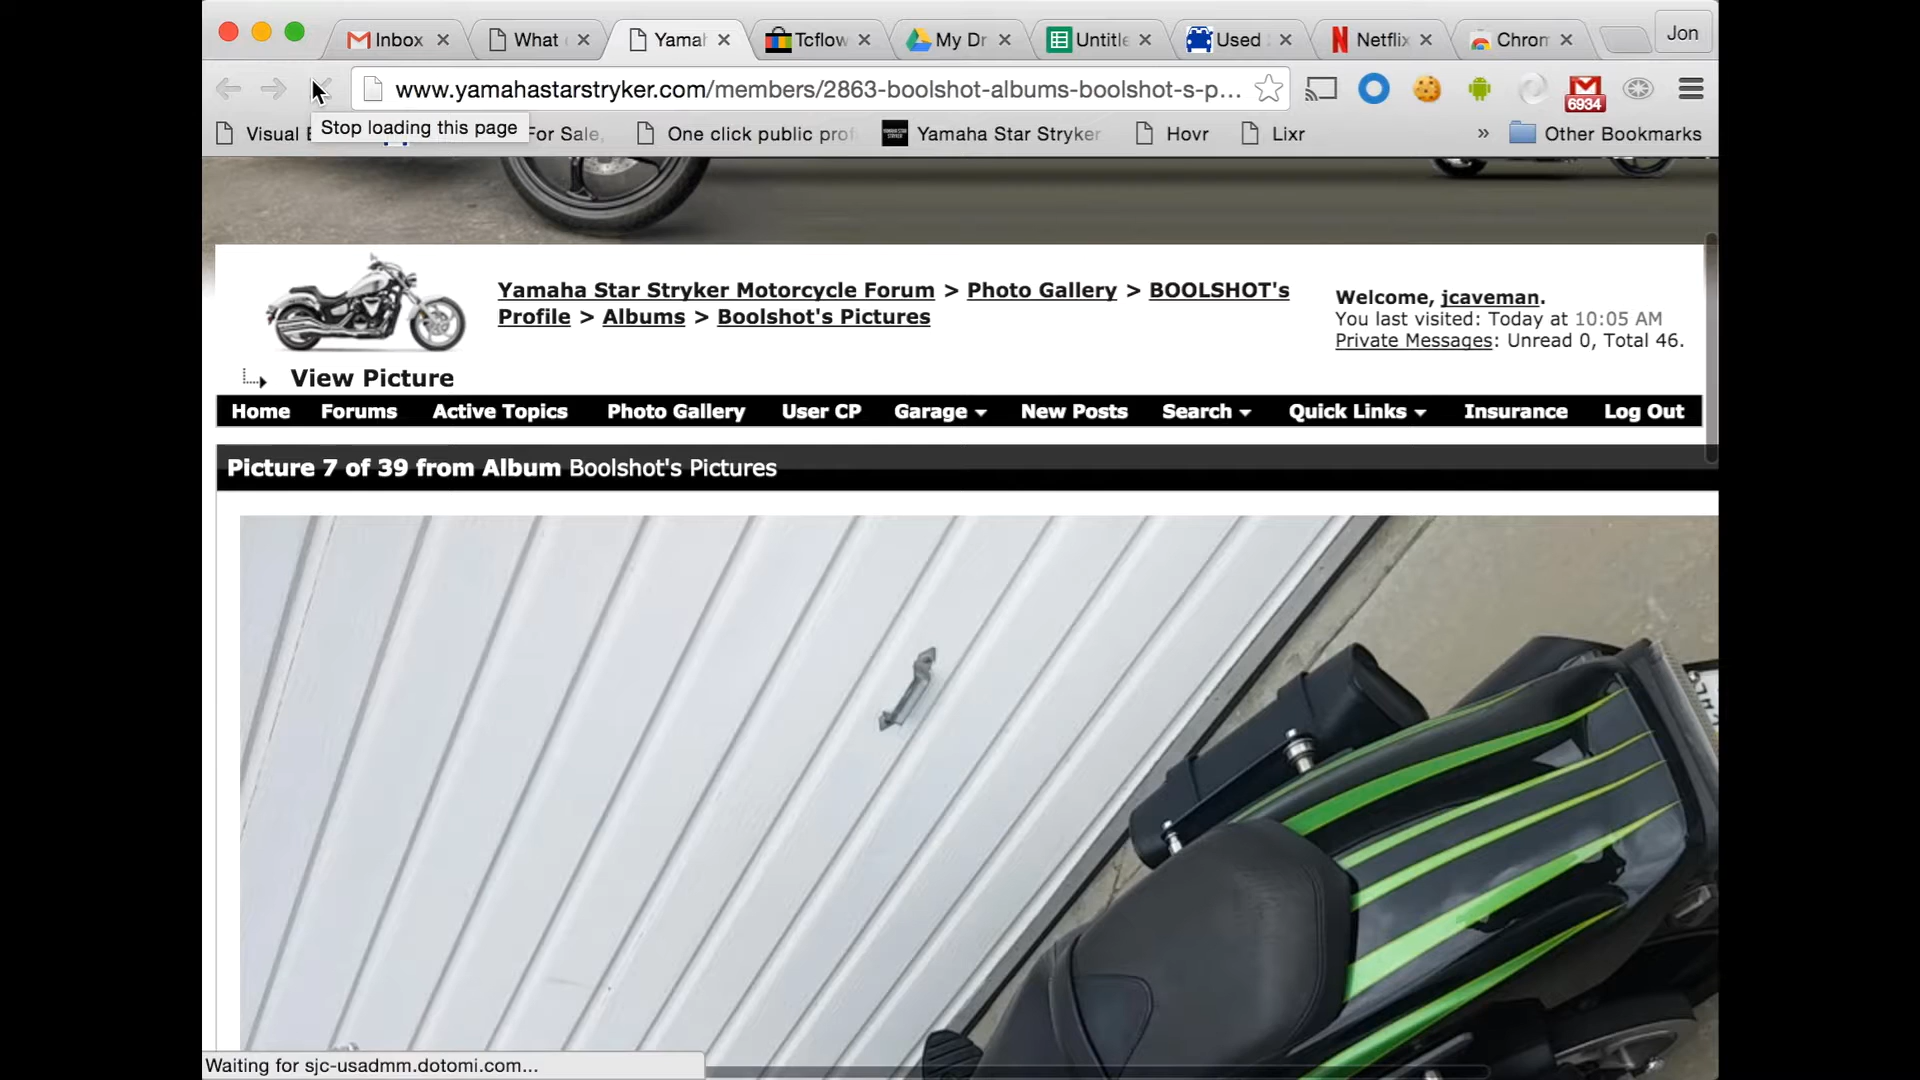 Inbox
What
Yamah
Tcflow
My Dr
Untitle
Used
Netflix
Chrom
Jon
www.yamahastarstryker.com/members/2863-boolshot-albums-boolshot-s-p...
6934
Stop loading this page
Visual
For Sale,
One click public prof
Yamaha Star Stryker
Hovr
Lixr
»
Other Bookmarks
Yamaha Star Stryker Motorcycle Forum > Photo Gallery > BOOLSHOT's
Profile > Albums > Boolshot's Pictures
Welcome, jcaveman.
You last visited: Today at 10:05 AM
Private Messages: Unread 0, Total 46.
View Picture
Home Forums Active Topics Photo Gallery User CP Garage New Posts Search Quick Links Insurance Log Out
Picture 7 of 39 from Album Boolshot's Pictures
Waiting for sjc-usadmm.dotomi.com...